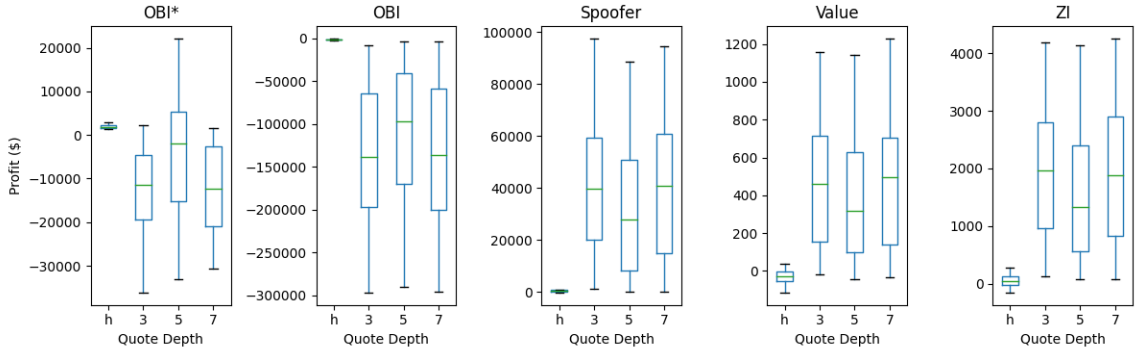 OBI*
OBI
Spoofer
Value
ZI
Profit ($)
20000
10000
0
−10000
−20000
−30000
h 3 5 7
Quote Depth
0
−50000
−100000
−150000
−200000
−250000
−300000
h 3 5 7
Quote Depth
100000
80000
60000
40000
20000
0
h 3 5 7
Quote Depth
1200
1000
800
600
400
200
0
h 3 5 7
Quote Depth
4000
3000
2000
1000
0
h 3 5 7
Quote Depth